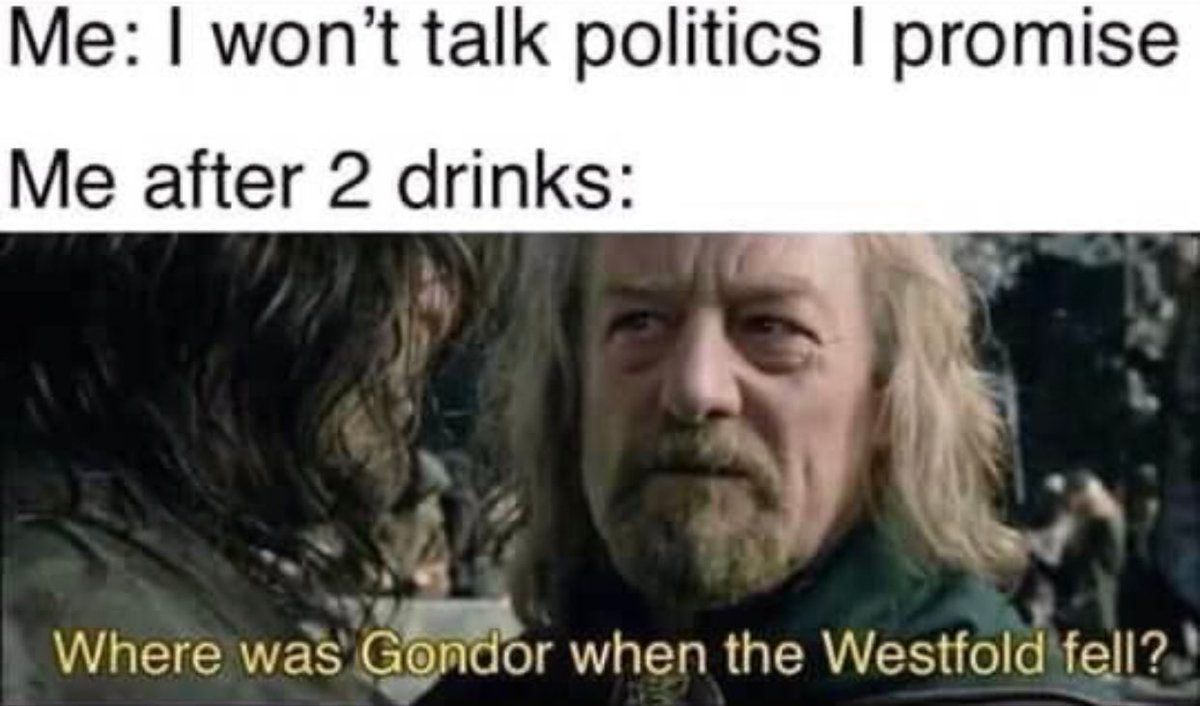 Me: I won’t talk politics I promise
Me after 2 drinks:
Where was Gondor when the Westfold fell?